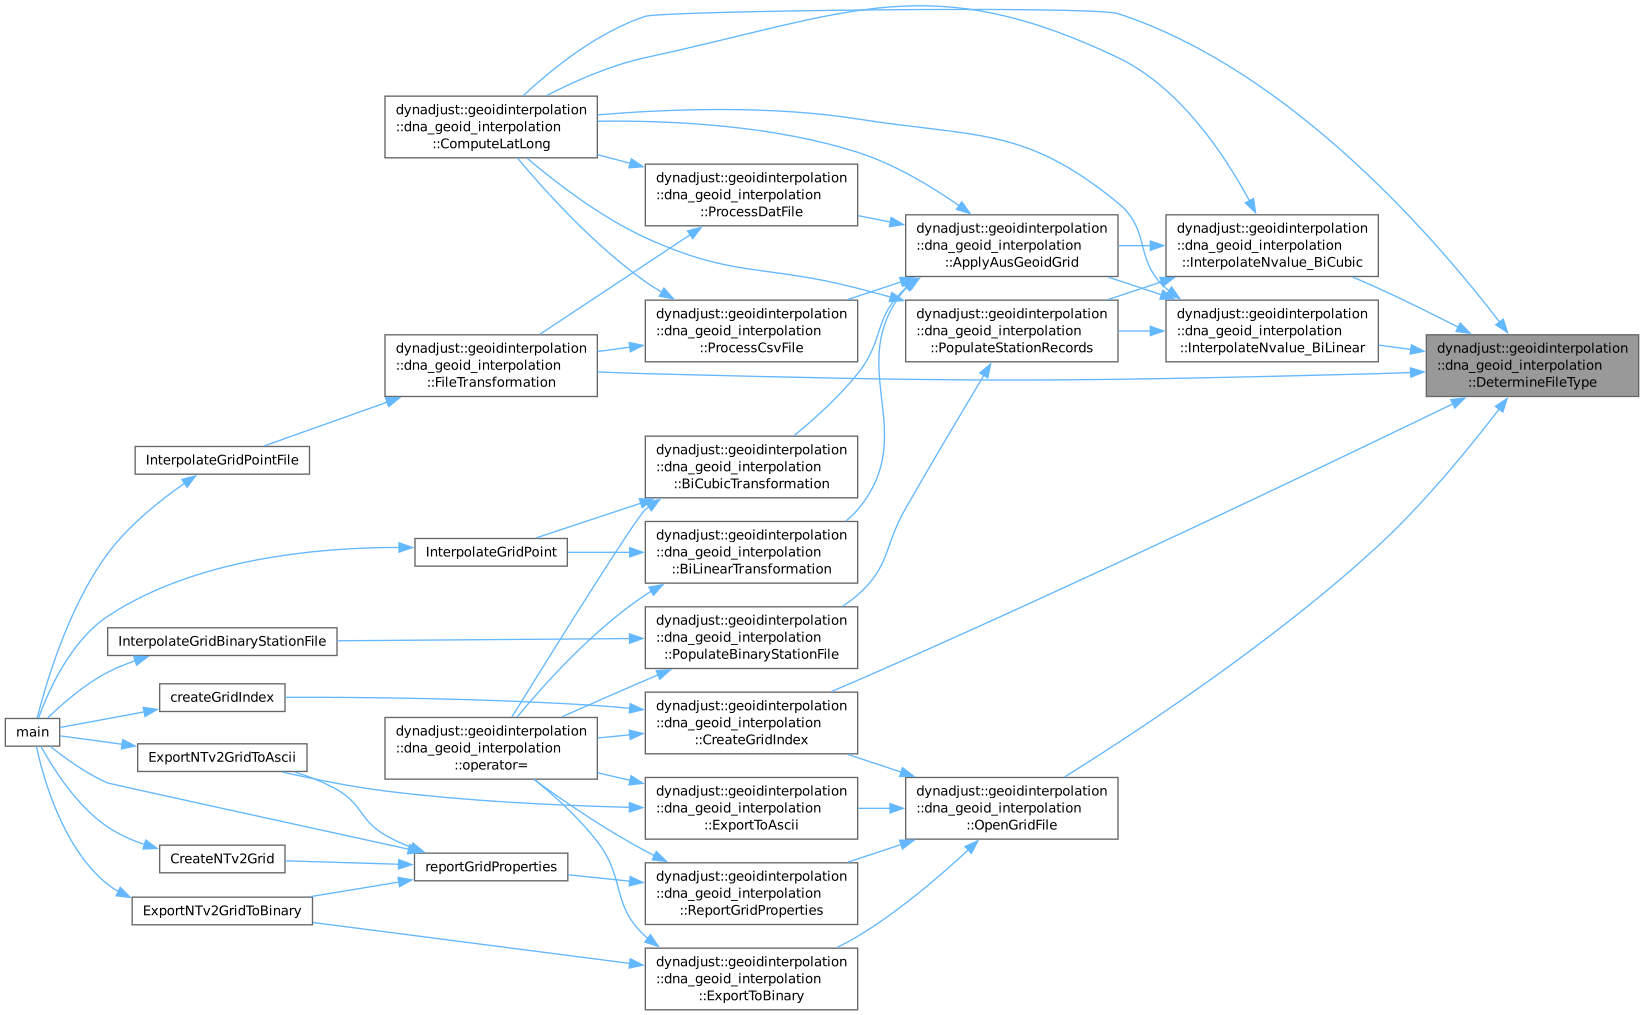 dynadjust::geoidinterpolation
::dna_geoid_interpolation
::ComputeLatLong
dynadjust::geoidinterpolation
::dna_geoid_interpolation
::ProcessDatFile
dynadjust::geoidinterpolation
::dna_geoid_interpolation
::ApplyAusGeoidGrid
dynadjust::geoidinterpolation
::dna_geoid_interpolation
::InterpolateNvalue_BiCubic
dynadjust::geoidinterpolation
::dna_geoid_interpolation
::ProcessCsvFile
dynadjust::geoidinterpolation
::dna_geoid_interpolation
::PopulateStationRecords
dynadjust::geoidinterpolation
::dna_geoid_interpolation
::InterpolateNvalue_BiLinear
dynadjust::geoidinterpolation
::dna_geoid_interpolation
::DetermineFileType
dynadjust::geoidinterpolation
::dna_geoid_interpolation
::FileTransformation
InterpolateGridPointFile
dynadjust::geoidinterpolation
::dna_geoid_interpolation
::BiCubicTransformation
InterpolateGridPoint
dynadjust::geoidinterpolation
::dna_geoid_interpolation
::BiLinearTransformation
InterpolateGridBinaryStationFile
dynadjust::geoidinterpolation
::dna_geoid_interpolation
::PopulateBinaryStationFile
createGridIndex
main
dynadjust::geoidinterpolation
::dna_geoid_interpolation
::operator=
dynadjust::geoidinterpolation
::dna_geoid_interpolation
::CreateGridIndex
ExportNTv2GridToAscii
dynadjust::geoidinterpolation
::dna_geoid_interpolation
::ExportToAscii
dynadjust::geoidinterpolation
::dna_geoid_interpolation
::OpenGridFile
CreateNTv2Grid
reportGridProperties
dynadjust::geoidinterpolation
::dna_geoid_interpolation
::ReportGridProperties
ExportNTv2GridToBinary
dynadjust::geoidinterpolation
::dna_geoid_interpolation
::ExportToBinary